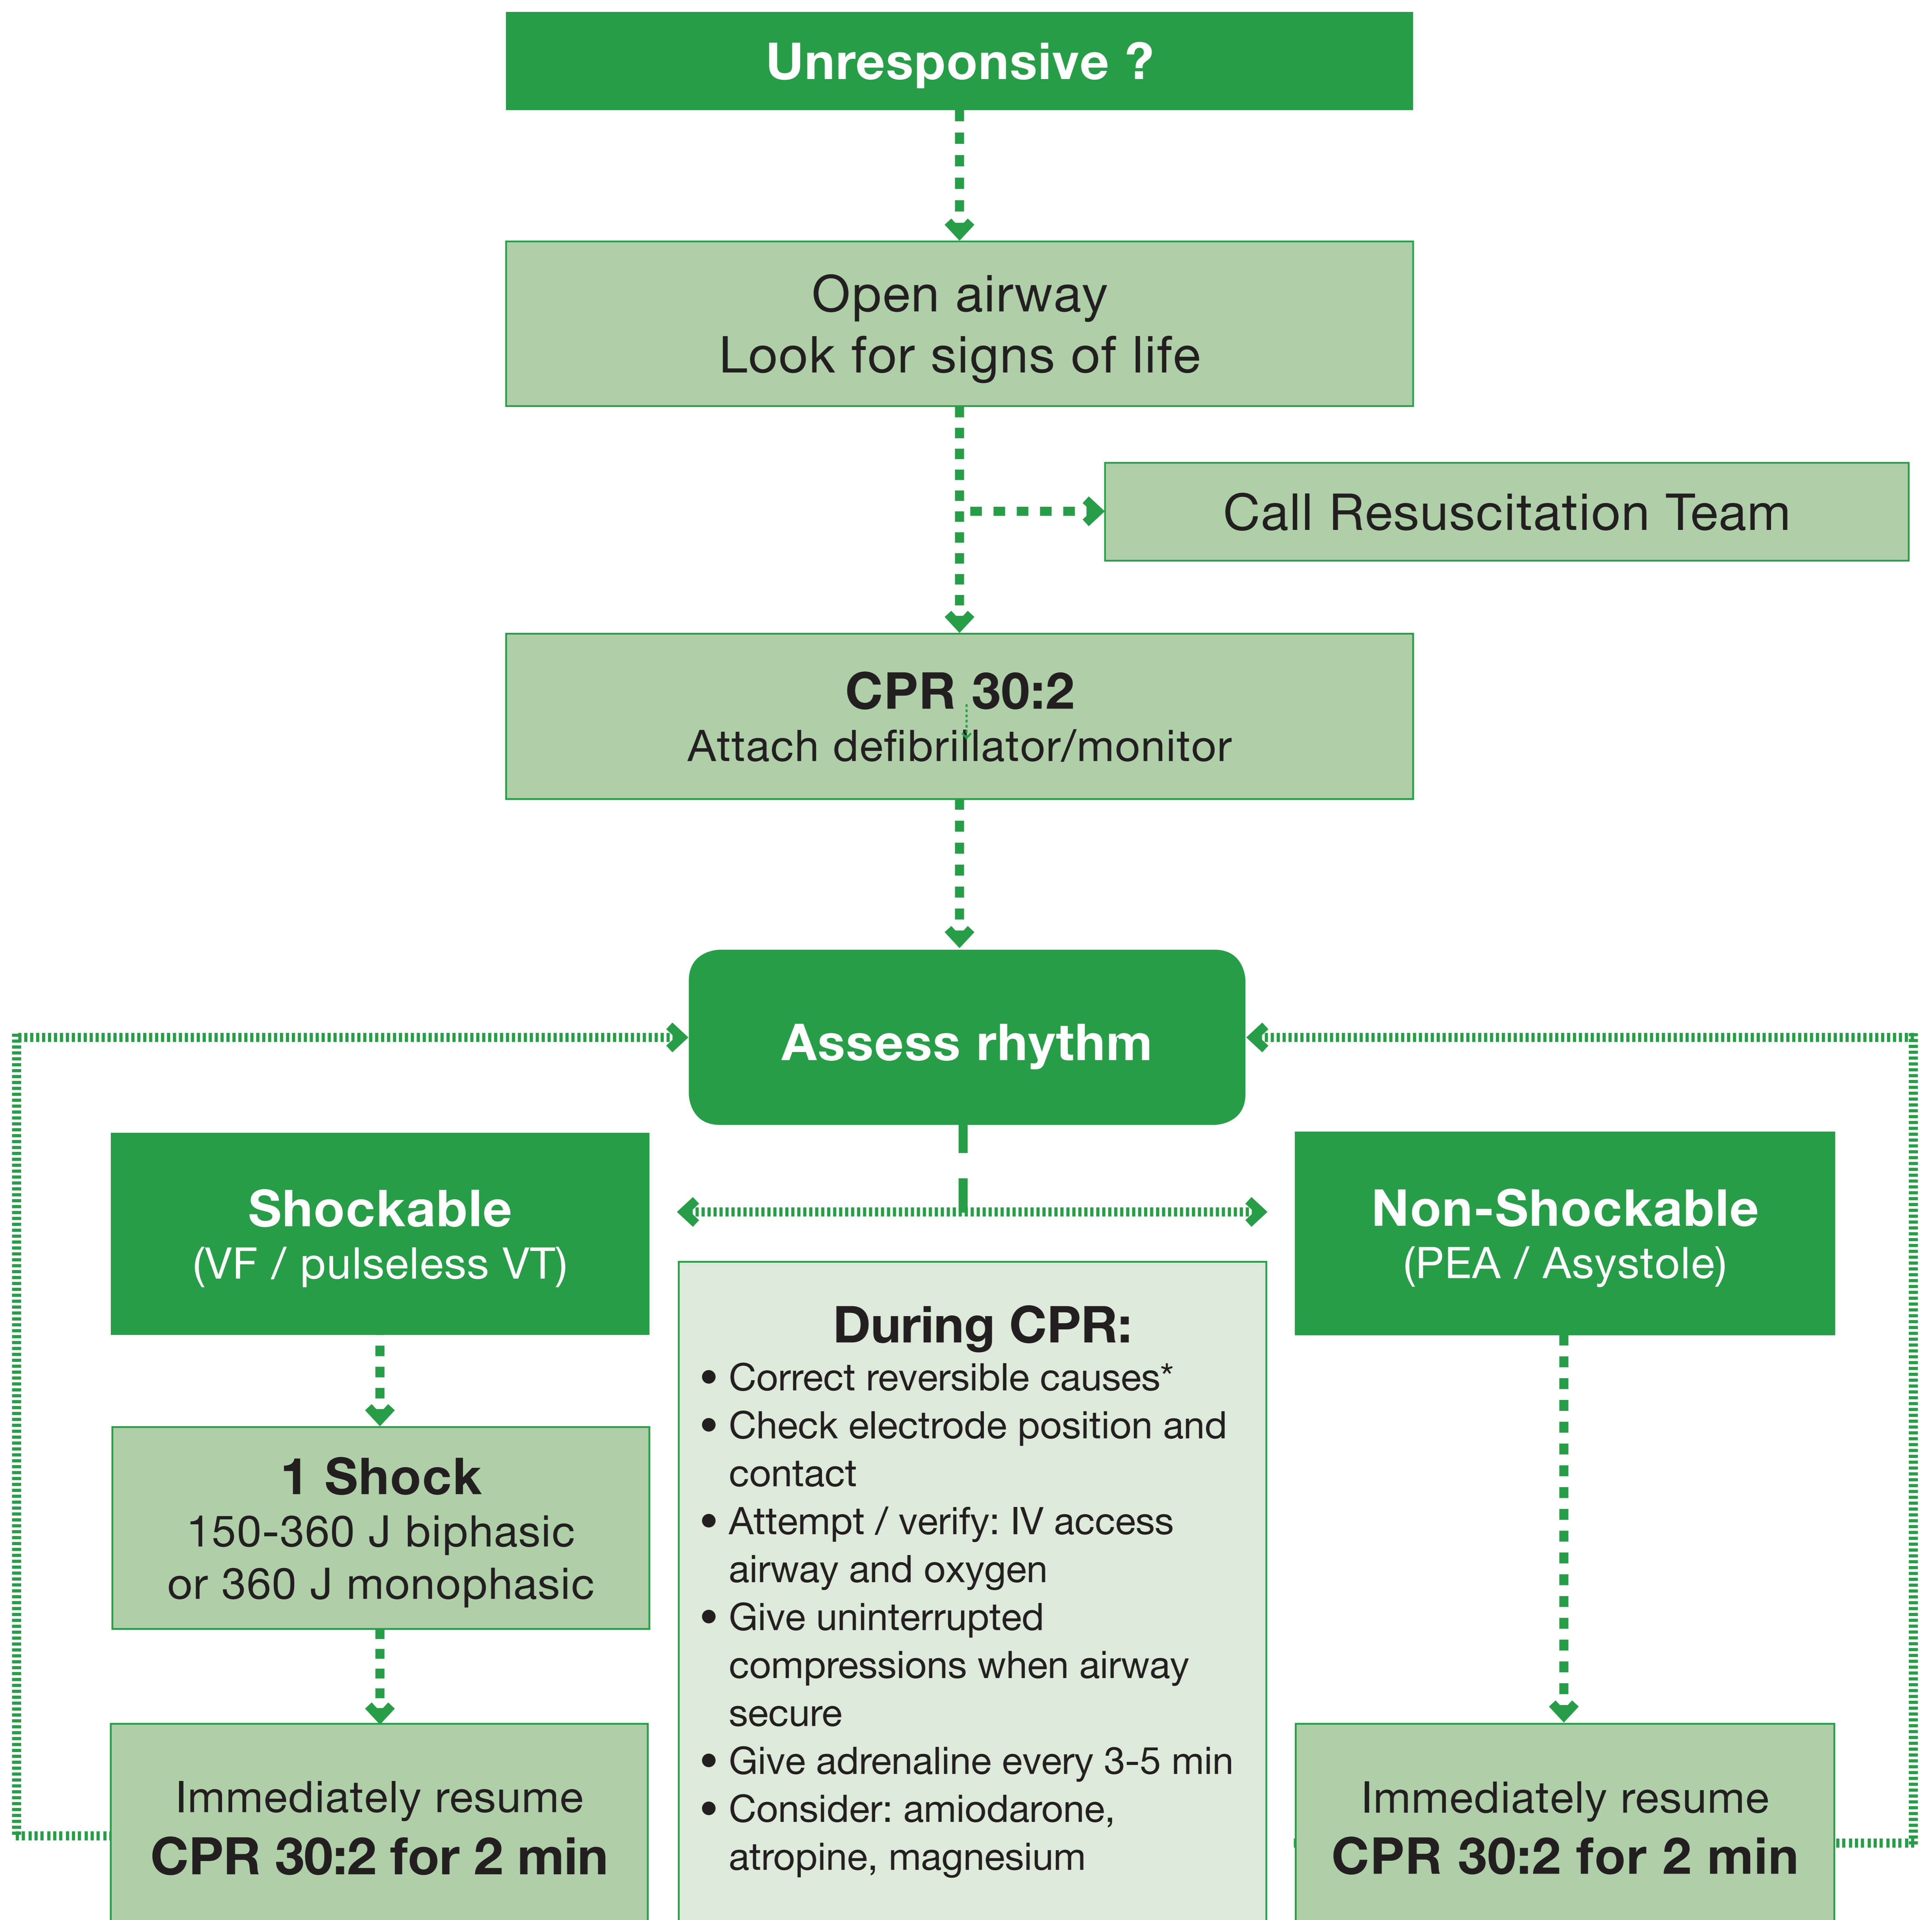 Unresponsive ?
Open airway
Look for signs of life
Call Resuscitation Team
CPR 30:2
Attach defibrillator/monitor
Assess rhythm
Shockable
(VF / pulseless VT)
Non-Shockable
(PEA / Asystole)
1 Shock
150-360 J biphasic
or 360 J monophasic
Immediately resume
CPR 30:2 for 2 min
During CPR:
• Correct reversible causes*
• Check electrode position and
contact
• Attempt / verify: IV access
airway and oxygen
• Give uninterrupted
compressions when airway
secure
• Give adrenaline every 3-5 min
• Consider: amiodarone,
atropine, magnesium
Immediately resume
CPR 30:2 for 2 min